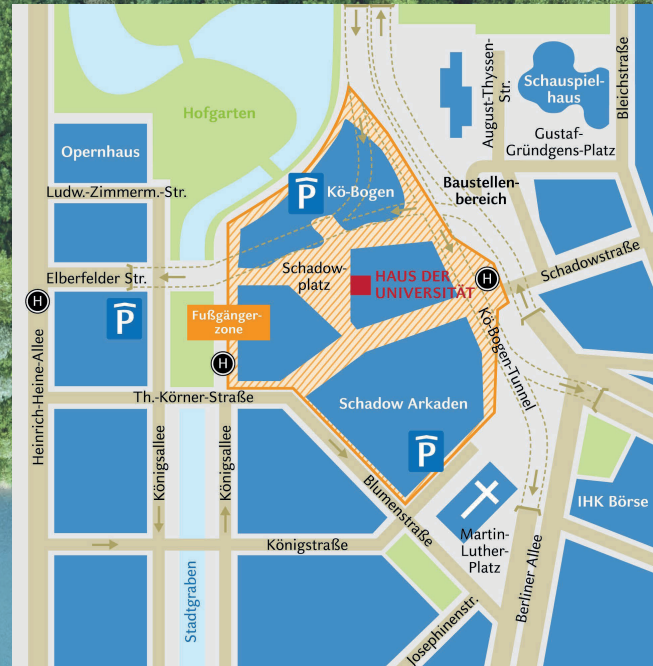 Hofgarten
Opernhaus
Ludw.-Zimmerm.-Str.
Elberfelder Str.
H
P
Heinrich-Heine-Allee
Königsallee
Königsallee
Stadtgraben
Th.-Körner-Straße
Königstraße
Fußgänger-
zone
H
P
Kö-Bogen
Schadow-
platz
HAUS DER
UNIVERSITÄT
H
Schadow Arkaden
P
Blumenstraße
Josephinenstr.
Kö-Bogen-Tunnel
Baustellen-
bereich
August-Thyssen-
Str.
Schauspiel-
haus
Gustaf-
Gründgens-Platz
Bleichstraße
Schadowstraße
Martin-
Luther-
Platz
Berliner Allee
IHK Börse